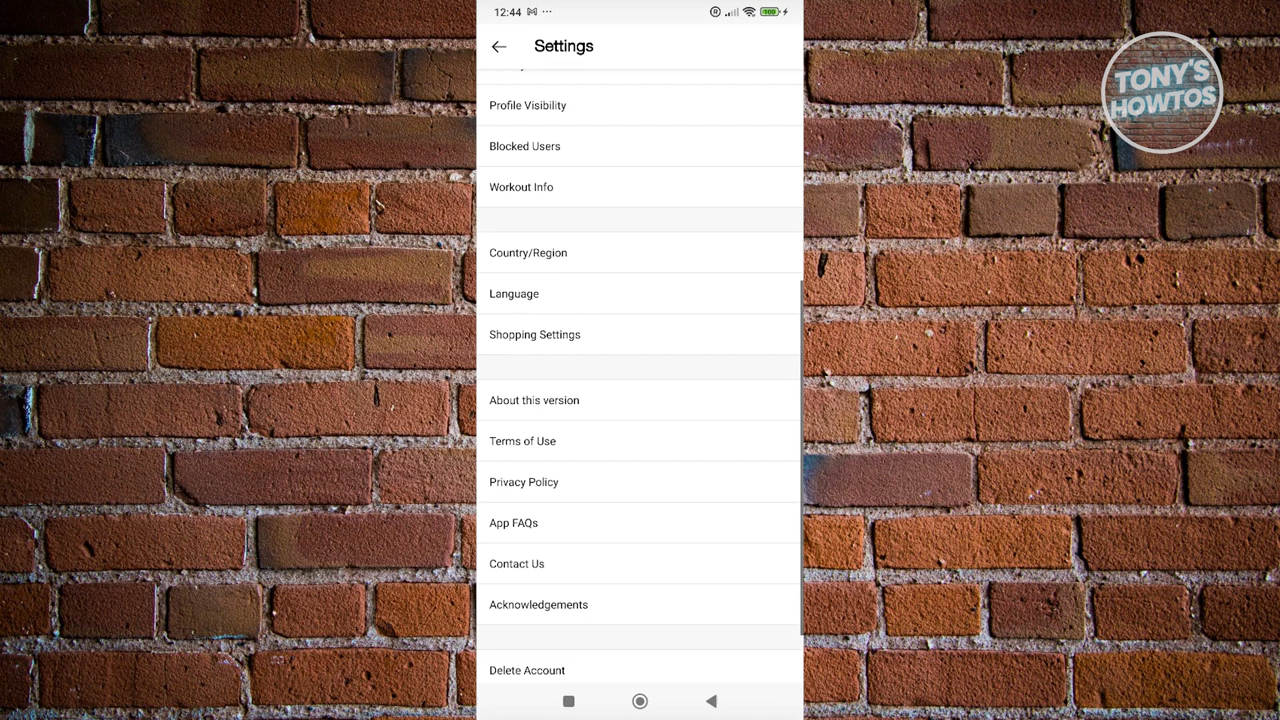 12:44
100
Settings
Profile Visibility
Blocked Users
Workout Info
Country/Region
Language
Shopping Settings
About this version
Terms of Use
Privacy Policy
App FAQs
Contact Us
Acknowledgements
Delete Account
TONY'S
HOWTOS